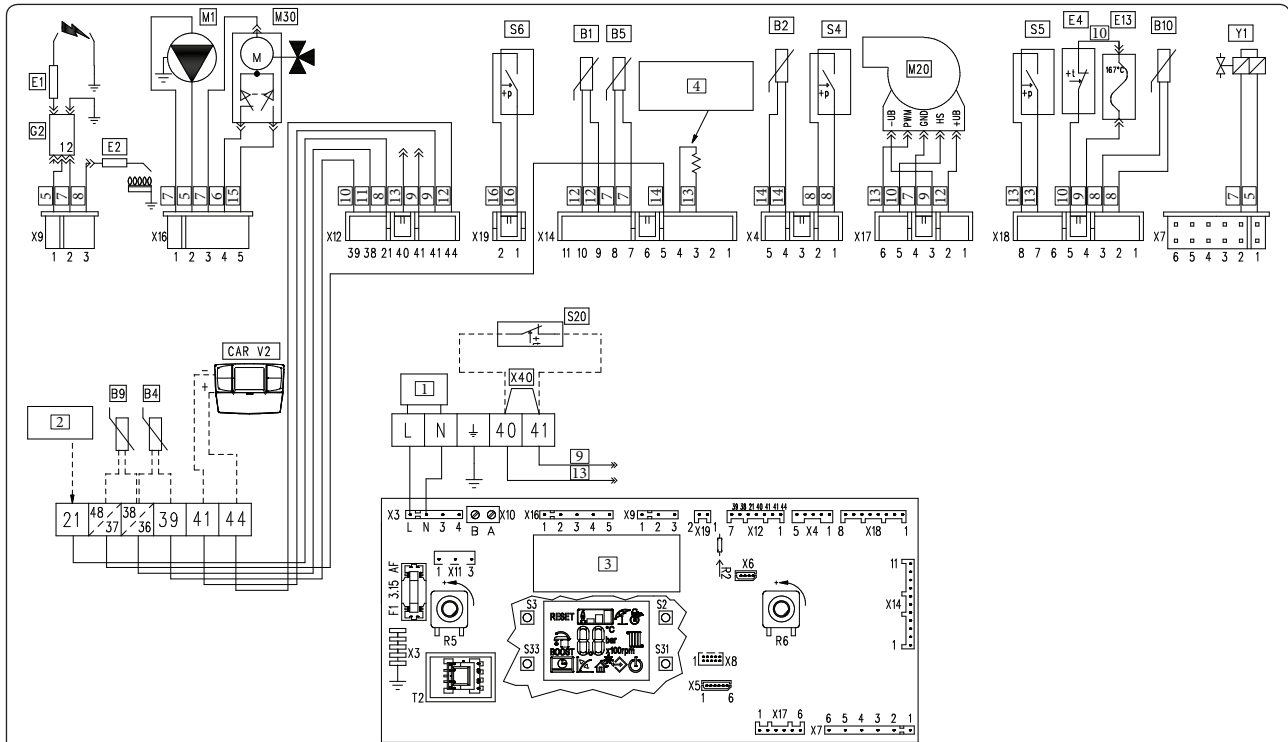 M1 M30 S6 B1 B5 B2 S4 S5 E4 E13 B10 Y1
10
E1 M 4 M20 +t 167°C
+p +p +p
G2 -UB PWM GND HS +UB
1 2
E2
5 7 8 7 5 7 6 15 10 11 8 13 9 9 12 16 16 12 12 7 7 14 13 14 14 8 8 13 10 7 9 12 13 13 10 9 8 8 7 5
X9 X16 X12 X19 X14 X4 X17 X18 X7
1 2 3 1 2 3 4 5 39 38 21 40 41 41 44 2 1 11 10 9 8 7 6 5 4 3 2 1 5 4 3 2 1 6 5 4 3 2 1 8 7 6 5 4 3 2 1 6 5 4 3 2 1
S20
+t
CAR V2
- +
X40
1
B9 B4
2
L N 40 41
9
13
21 48/37 38/36 39 41 44
X3 L N 3 4 X10 B A X16 1 2 3 4 5 X9 1 2 3 2 X19 1 39 38 21 40 41 41 44
7 X12 1 5 X4 1 8 X18 1
3
1 X11 3
F1 3.15 AF
R2
X6
11
X14
1
R5 R6
S3 S2
RESET
°C
bar
x100rpm
BOOST
S33 S31
X3
1 X8
T2
X5
1 6
1 X17 6
X7 6 5 4 3 2 1